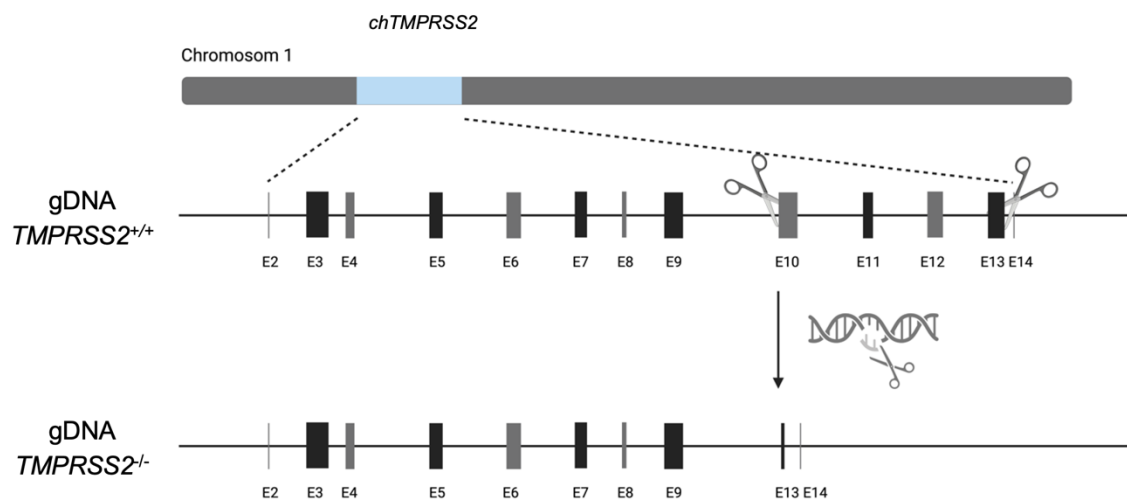 chTMPRSS2
Chromosom 1
gDNA
TMPRSS2+/+
E2 E3 E4 E5 E6 E7 E8 E9 E10 E11 E12 E13 E14
gDNA
TMPRSS2-/-
E2 E3 E4 E5 E6 E7 E8 E9 E13 E14